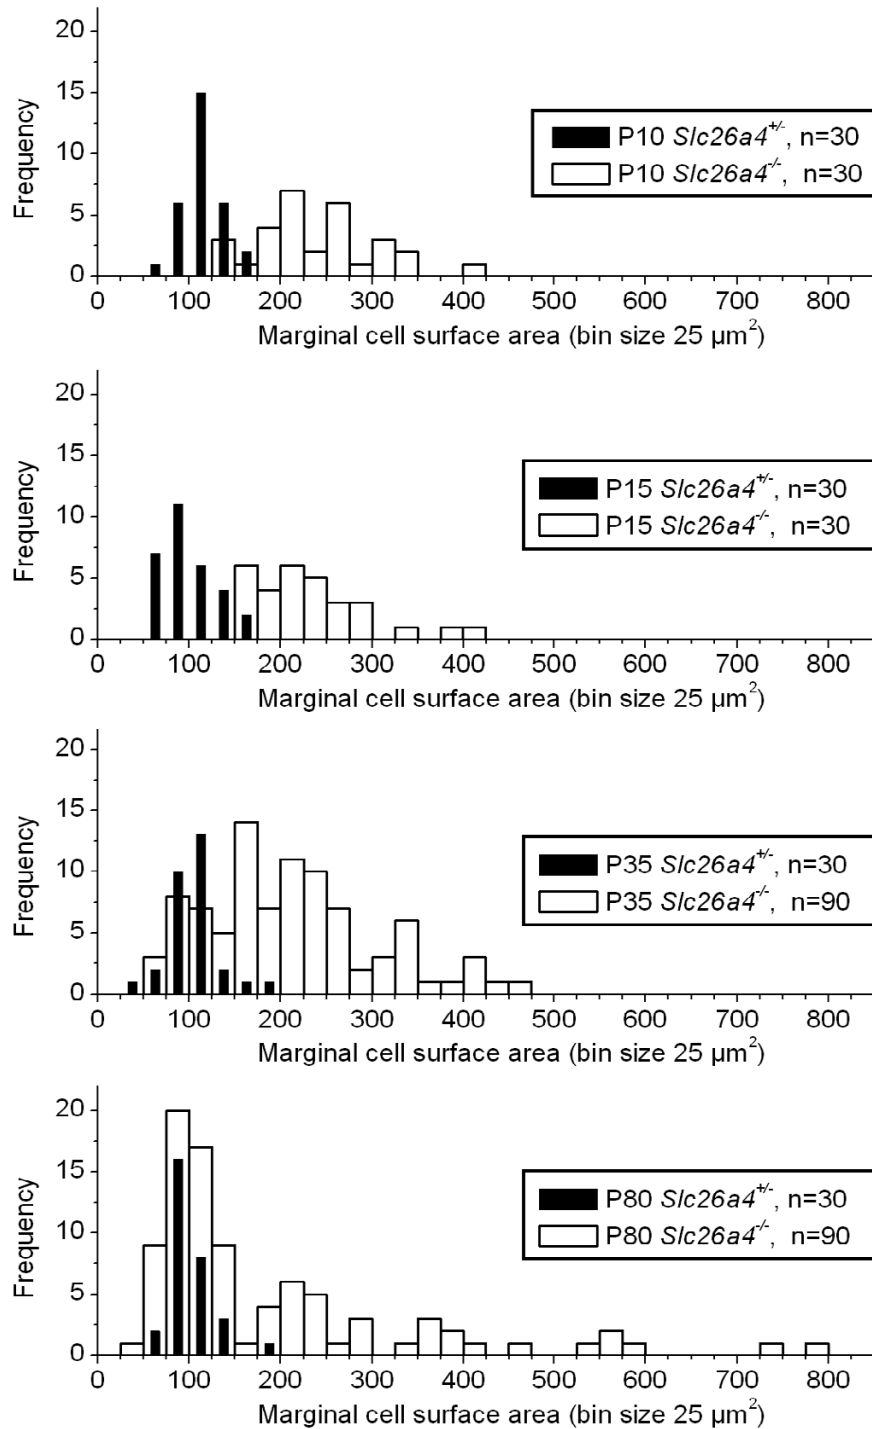 20
15
10
5
0
Frequency
P10 Slc26a4+/-, n=30
P10 Slc26a4-/-, n=30
0 100 200 300 400 500 600 700 800
Marginal cell surface area (bin size 25 µm²)
20
15
10
5
0
Frequency
P15 Slc26a4+/-, n=30
P15 Slc26a4-/-, n=30
0 100 200 300 400 500 600 700 800
Marginal cell surface area (bin size 25 µm²)
20
15
10
5
0
Frequency
P35 Slc26a4+/-, n=30
P35 Slc26a4-/-, n=90
0 100 200 300 400 500 600 700 800
Marginal cell surface area (bin size 25 µm²)
20
15
10
5
0
Frequency
P80 Slc26a4+/-, n=30
P80 Slc26a4-/-, n=90
0 100 200 300 400 500 600 700 800
Marginal cell surface area (bin size 25 µm²)